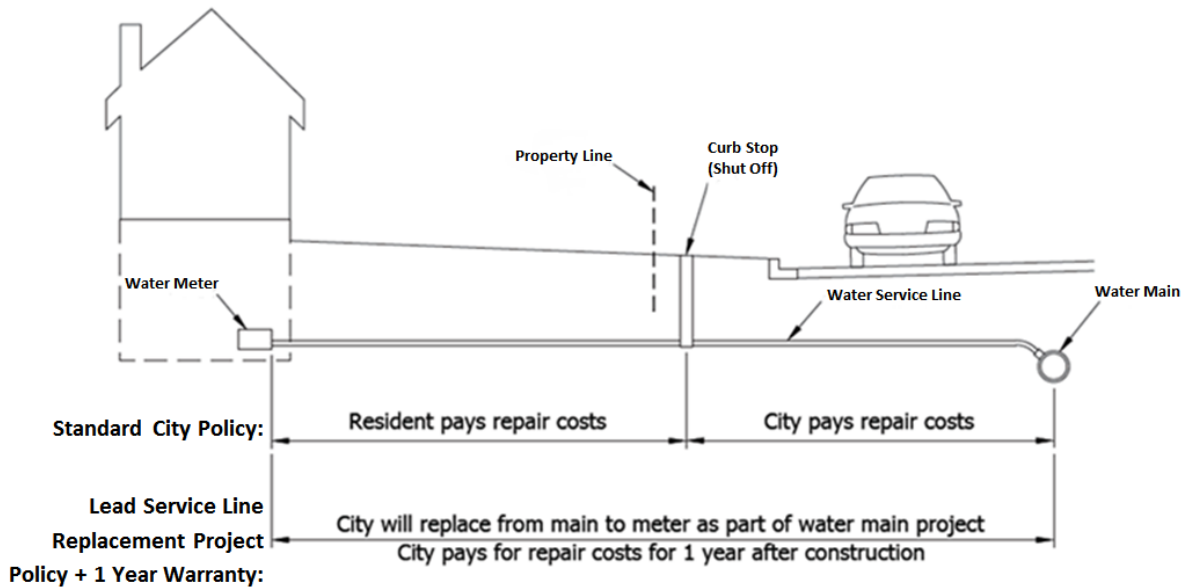 Property Line
Curb Stop
(Shut Off)
Water Meter
Water Service Line
Water Main
Standard City Policy:
Resident pays repair costs
City pays repair costs
Lead Service Line
Replacement Project
Policy + 1 Year Warranty:
City will replace from main to meter as part of water main project
City pays for repair costs for 1 year after construction